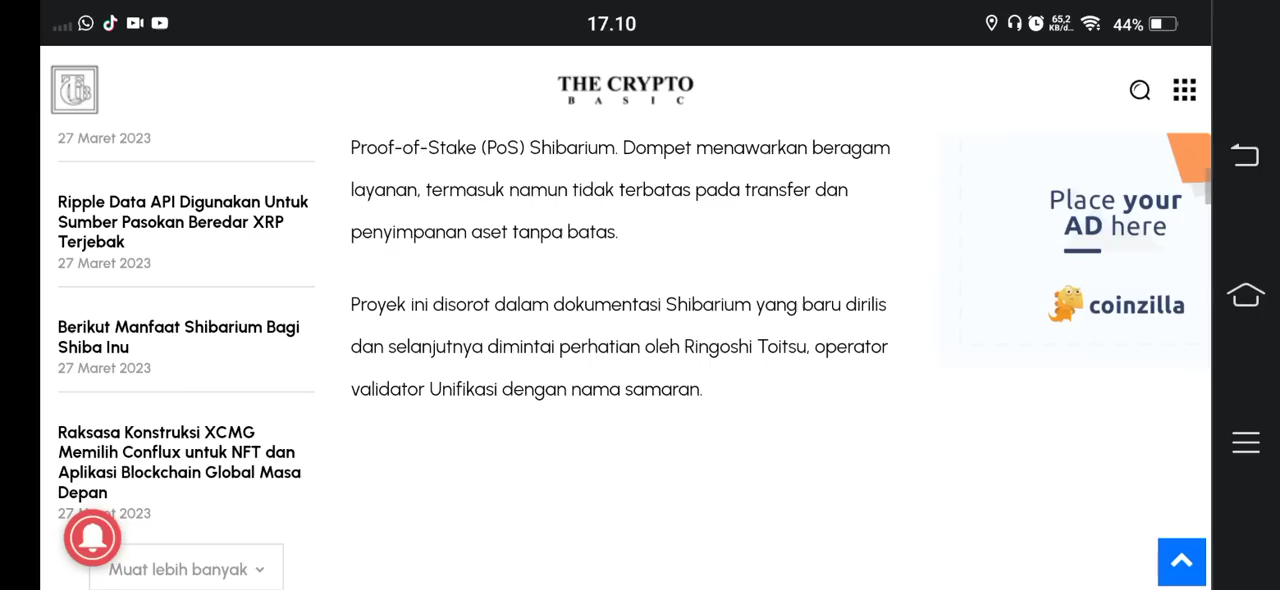 17.10
65,2
KB/d...
44%
THE CRYPTO
BASIC
27 Maret 2023
Ripple Data API Digunakan Untuk
Sumber Pasokan Beredar XRP
Terjebak
27 Maret 2023
Berikut Manfaat Shibarium Bagi
Shiba Inu
27 Maret 2023
Raksasa Konstruksi XCMG
Memilih Conflux untuk NFT dan
Aplikasi Blockchain Global Masa
Depan
2023
Muat lebih banyak
Proof-of-Stake (PoS) Shibarium. Dompet menawarkan beragam
layanan, termasuk namun tidak terbatas pada transfer dan
penyimpanan aset tanpa batas.
Proyek ini disorot dalam dokumentasi Shibarium yang baru dirilis
dan selanjutnya dimintai perhatian oleh Ringoshi Toitsu, operator
validator Unifikasi dengan nama samaran.
Place your
AD here
coinzilla